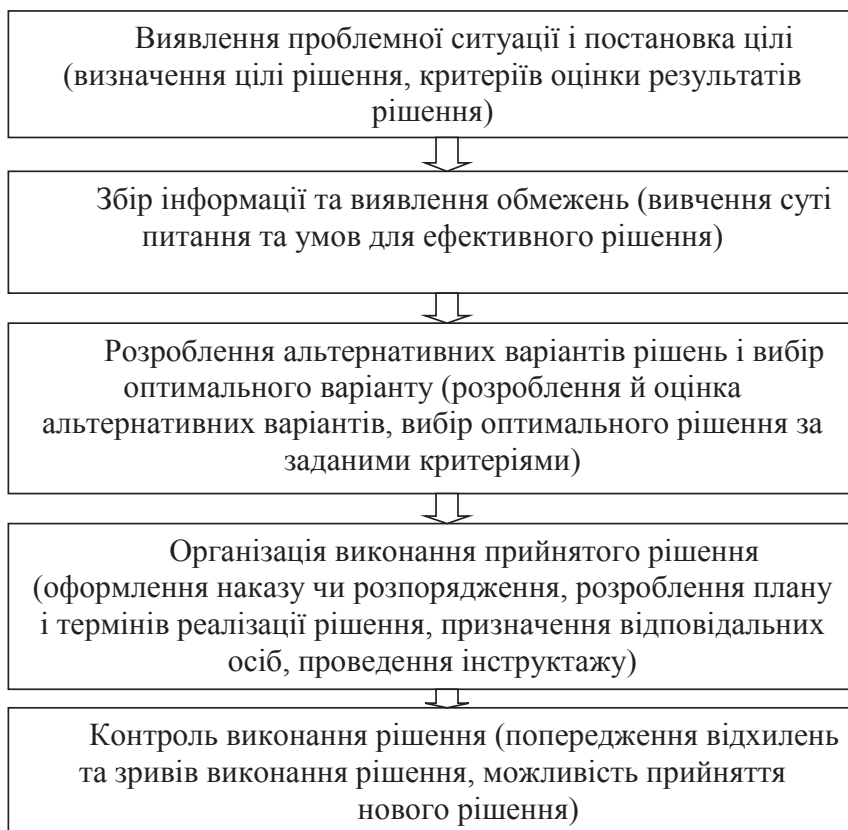 Виявлення проблемної ситуації і постановка цілі
(визначення цілі рішення, критеріїв оцінки результатів
рішення)
Збір інформації та виявлення обмежень (вивчення суті
питання та умов для ефективного рішення)
Розроблення альтернативних варіантів рішень і вибір
оптимального варіанту (розроблення й оцінка
альтернативних варіантів, вибір оптимального рішення за
заданими критеріями)
Організація виконання прийнятого рішення
(оформлення наказу чи розпорядження, розроблення плану
і термінів реалізації рішення, призначення відповідальних
осіб, проведення інструктажу)
Контроль виконання рішення (попередження відхилень
та зривів виконання рішення, можливість прийняття
нового рішення)